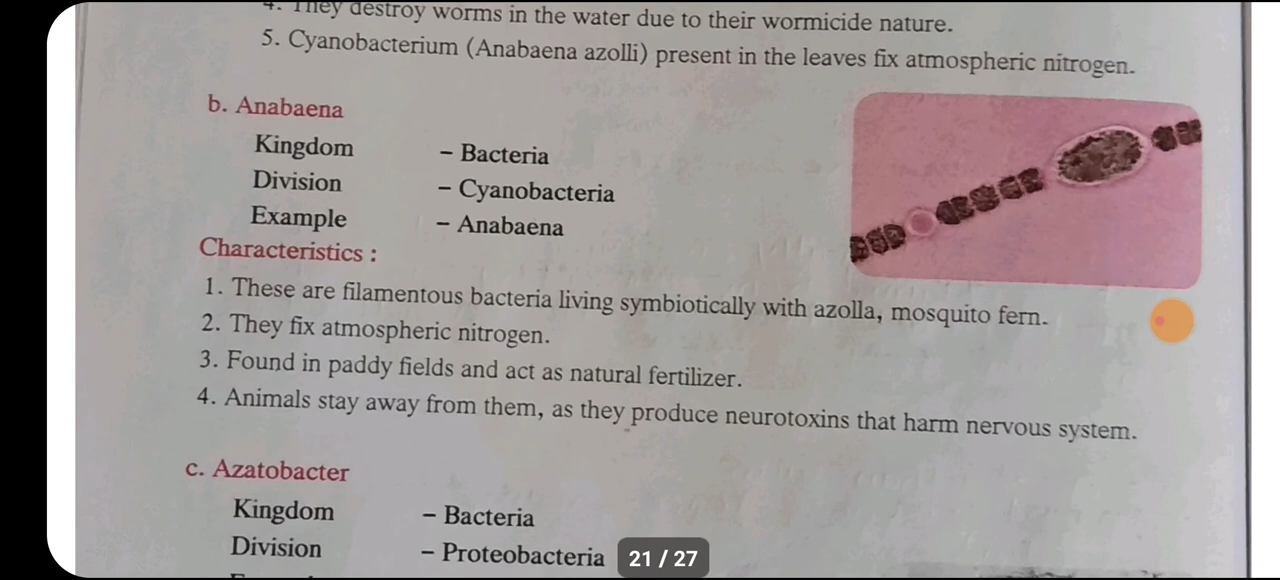 4. They destroy worms in the water due to their wormicide nature.
5. Cyanobacterium (Anabaena azolli) present in the leaves fix atmospheric nitrogen.
b. Anabaena
Kingdom – Bacteria
Division – Cyanobacteria
Example – Anabaena
Characteristics :
1. These are filamentous bacteria living symbiotically with azolla, mosquito fern.
2. They fix atmospheric nitrogen.
3. Found in paddy fields and act as natural fertilizer.
4. Animals stay away from them, as they produce neurotoxins that harm nervous system.
c. Azatobacter
Kingdom – Bacteria
Division – Proteobacteria
21 / 27